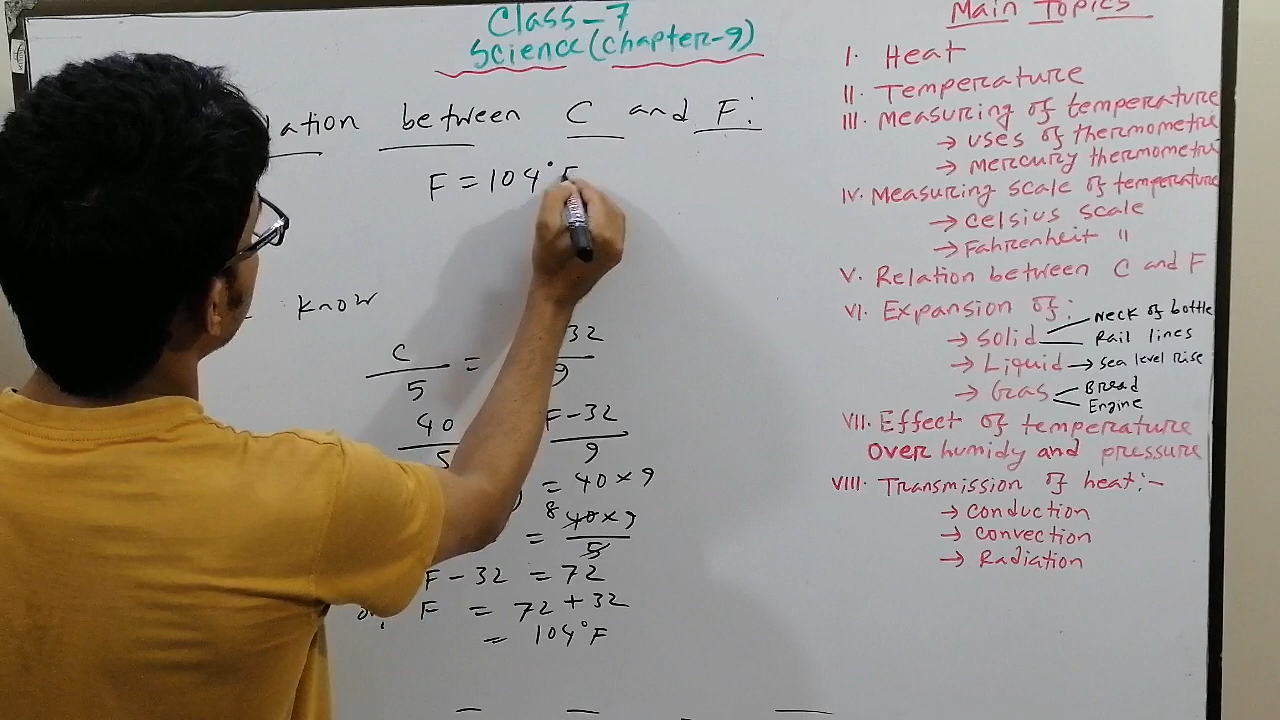 Class-7
Science (chapter-9)
lation between C and F:
F = 104° F
know
C/5 = 32/9
40/5 F-32/9
= 40 × 9
= 8 40×9/5
F - 32 = 72
F = 72 + 32
= 104° F
Main Topics
I. Heat
II. Temperature
III. Measuring of temperature
→ uses of thermometre
→ Mercury thermometre
IV. Measuring scale of temperature
→ celsius scale
→ Fahrenheit "
V. Relation between C and F
VI. Expansion of:
→ Solid Neck of bottle
Rail lines
→ Liquid → Sea level rise
→ Gas Bread
Engine
VII. Effect of temperature
over humidy and pressure
VIII. Transmission of heat:-
→ Conduction
→ Convection
→ Radiation